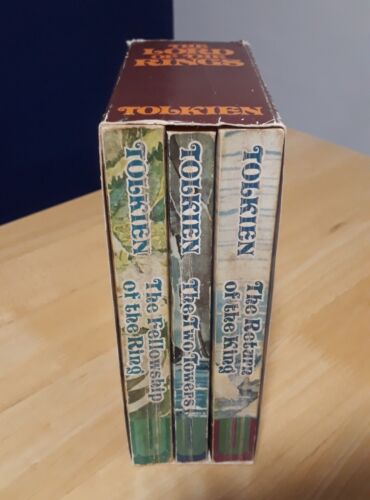 THE
LORD
OF THE
RINGS
TOLKIEN
TOLKIEN
The Fellowship
of the Ring
TOLKIEN
The Two Towers
TOLKIEN
The Return
of the King